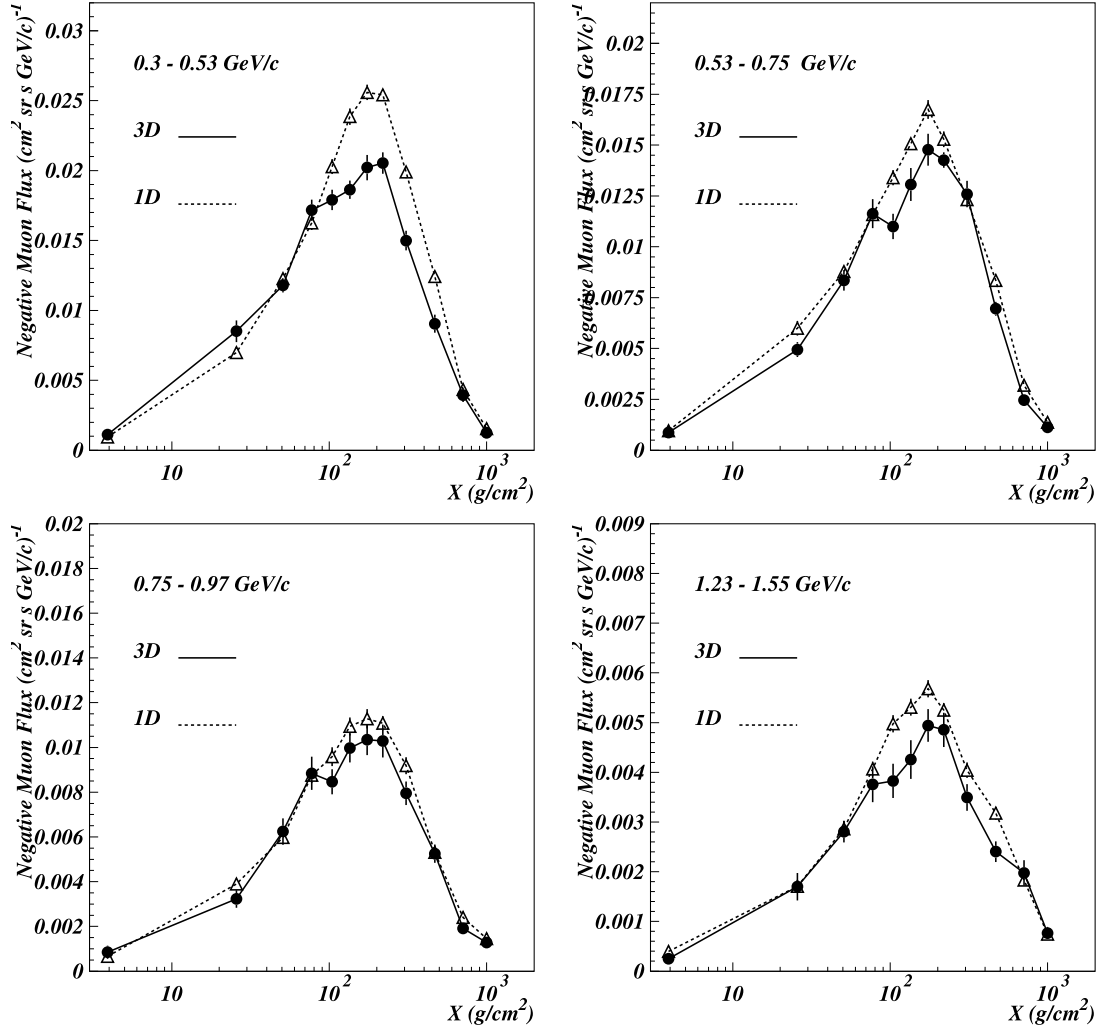 Negative Muon Flux (cm² sr s GeV/c)⁻¹
0.3 - 0.53 GeV/c
3D
1D
0.03
0.025
0.02
0.015
0.01
0.005
0
10
10²
10³
X (g/cm²)
Negative Muon Flux (cm² sr s GeV/c)⁻¹
0.53 - 0.75 GeV/c
3D
1D
0.02
0.0175
0.015
0.0125
0.01
0.0075
0.005
0.0025
0
10
10²
10³
X (g/cm²)
Negative Muon Flux (cm² sr s GeV/c)⁻¹
0.75 - 0.97 GeV/c
3D
1D
0.02
0.018
0.016
0.014
0.012
0.01
0.008
0.006
0.004
0.002
0
10
10²
10³
X (g/cm²)
Negative Muon Flux (cm² sr s GeV/c)⁻¹
1.23 - 1.55 GeV/c
3D
1D
0.009
0.008
0.007
0.006
0.005
0.004
0.003
0.002
0.001
0
10
10²
10³
X (g/cm²)